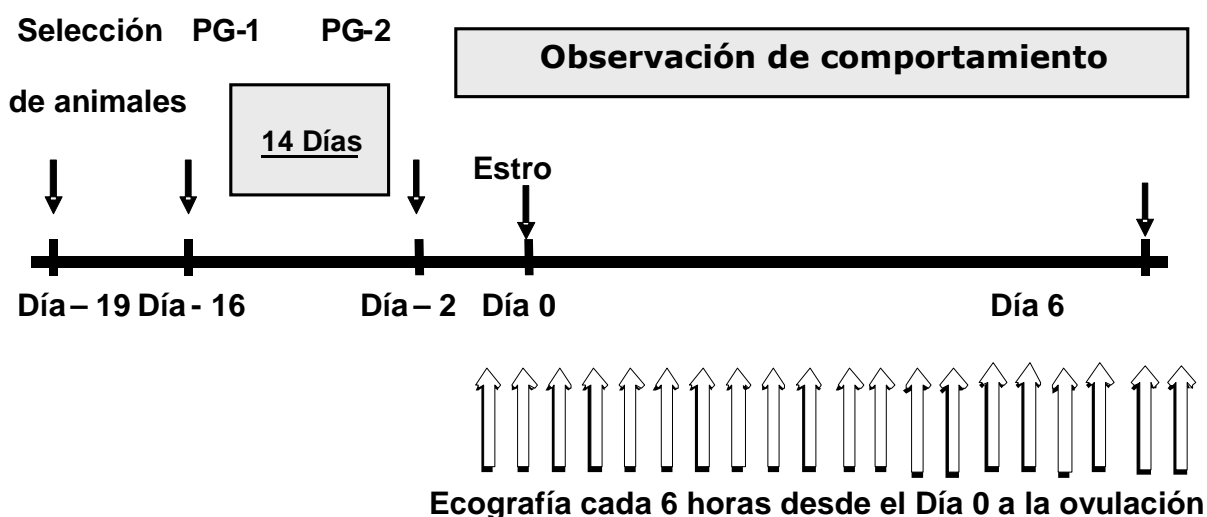 Selección PG-1 PG-2
Observación de comportamiento
de animales
14 Días
Estro
Día – 19 Día - 16 Día – 2 Día 0 Día 6
Ecografía cada 6 horas desde el Día 0 a la ovulación